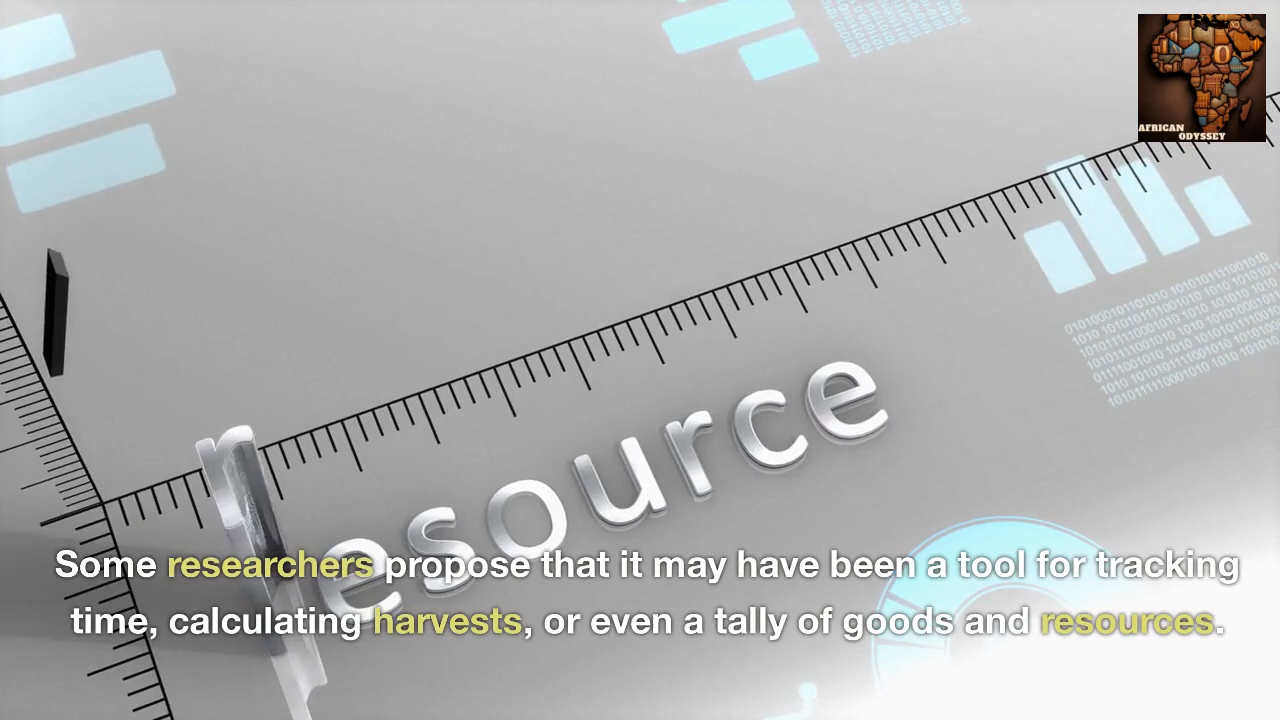 AFRICAN
ODYSSEY
resource
Some researchers propose that it may have been a tool for tracking
time, calculating harvests, or even a tally of goods and resources.